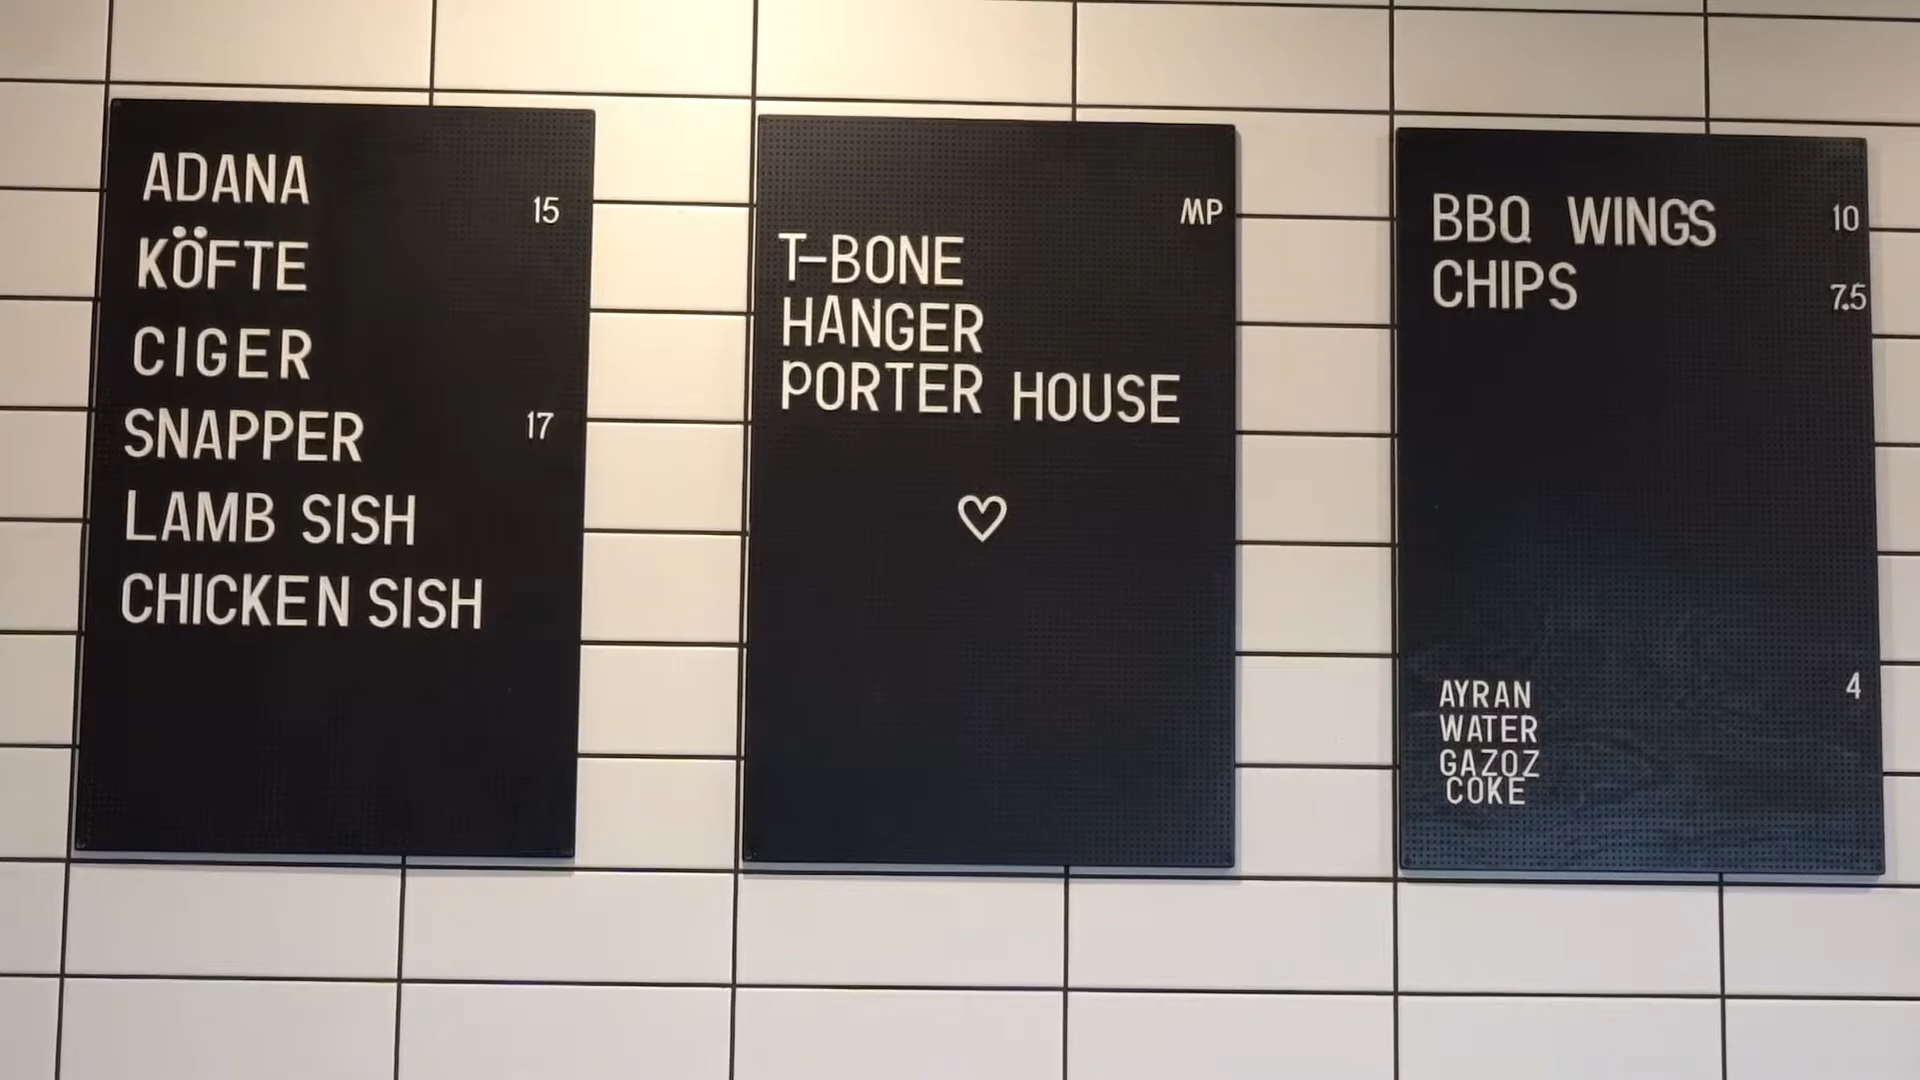 ADANA
15
KÖFTE
CIGER
SNAPPER 17
LAMB SISH
CHICKEN SISH
MP
T-BONE
HANGER
PORTER HOUSE
BBQ WINGS 10
CHIPS 7.5
AYRAN 4
WATER
GAZOZ
COKE